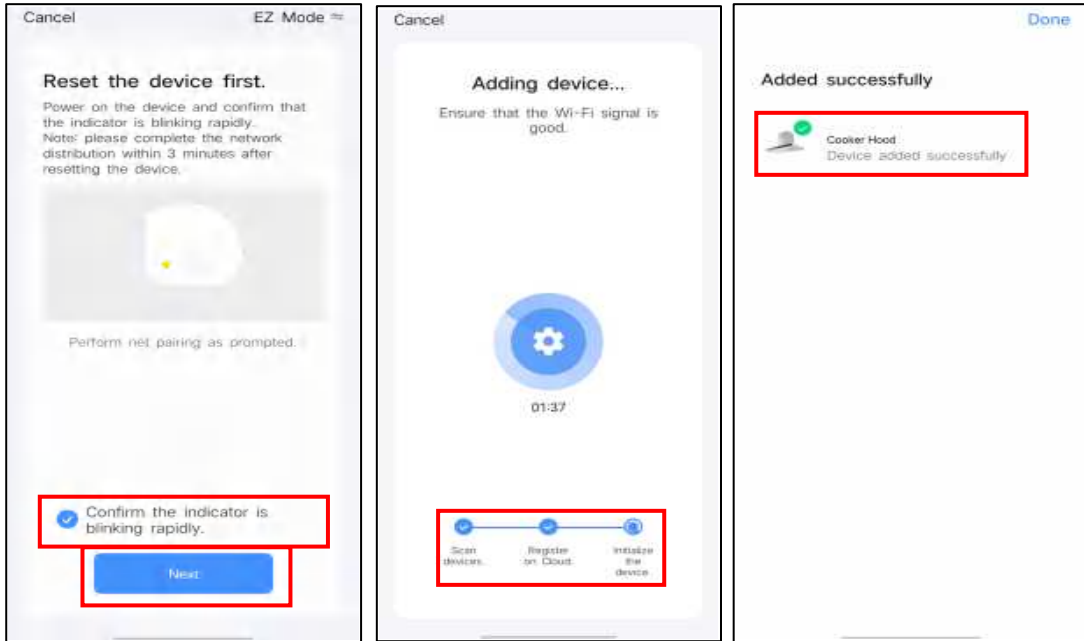 Cancel
EZ Mode
Reset the device first.
Power on the device and confirm that
the indicator is blinking rapidly.
Note: please complete the network
distribution within 3 minutes after
resetting the device.
Perform net pairing as prompted.
Confirm the indicator is
blinking rapidly.
Next
Cancel
Adding device...
Ensure that the Wi-Fi signal is
good.
01:37
Scan
devices.
Register
on Cloud.
Initialize
the
device.
Done
Added successfully
Cooker Hood
Device added successfully